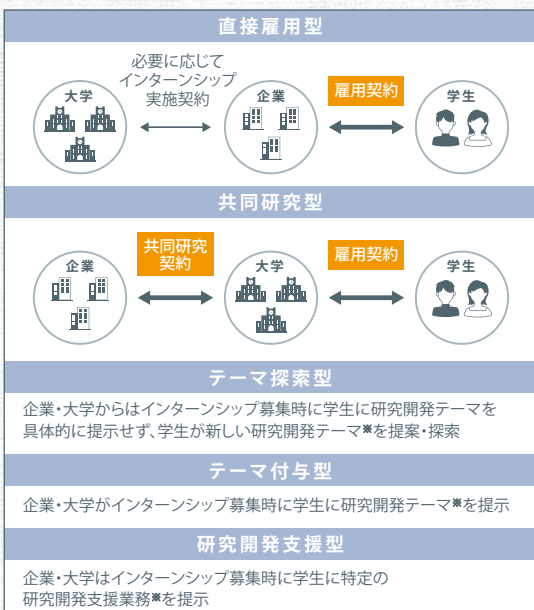 直接雇用型
必要に応じて
インターンシップ
実施契約
大学
企業
雇用契約
学生
共同研究型
企業
共同研究
契約
大学
雇用契約
学生
テーマ探索型
企業・大学からはインターンシップ募集時に学生に研究開発テーマを
具体的に提示せず、学生が新しい研究開発テーマ※を提案・探索
テーマ付与型
企業・大学がインターンシップ募集時に学生に研究開発テーマ※を提示
研究開発支援型
企業・大学はインターンシップ募集時に学生に特定の
研究開発支援業務※を提示